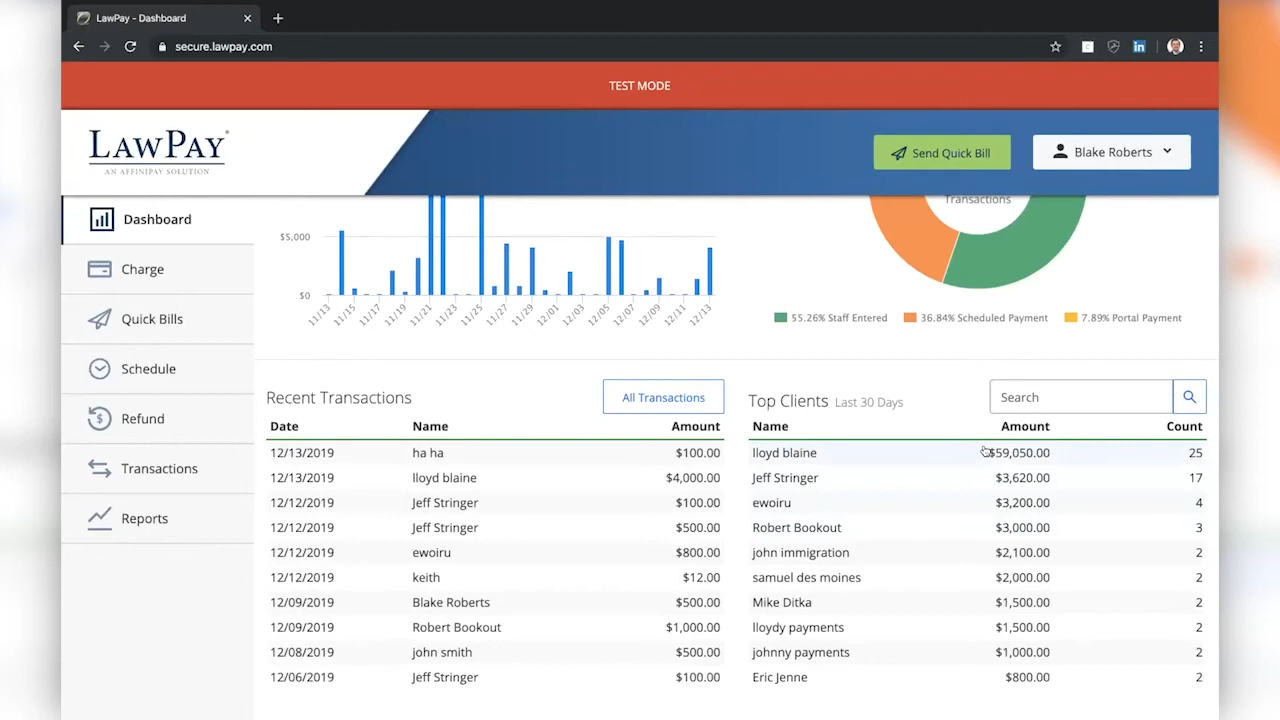 LawPay - Dashboard
secure.lawpay.com
TEST MODE
LAWPAY®
AN AFFINIPAY SOLUTION
Send Quick Bill
Blake Roberts
Dashboard
Charge
Quick Bills
Schedule
Refund
Transactions
Reports
$5,000
$0
11/13 11/15 11/17 11/19 11/21 11/23 11/25 11/27 11/29 12/01 12/03 12/05 12/07 12/09 12/11 12/13
Transactions
55.26% Staff Entered 36.84% Scheduled Payment 7.89% Portal Payment
Recent Transactions All Transactions
Date Name Amount
12/13/2019 ha ha $100.00
12/13/2019 lloyd blaine $4,000.00
12/12/2019 Jeff Stringer $100.00
12/12/2019 Jeff Stringer $500.00
12/12/2019 ewoiru $800.00
12/12/2019 keith $12.00
12/09/2019 Blake Roberts $500.00
12/09/2019 Robert Bookout $1,000.00
12/08/2019 john smith $500.00
12/06/2019 Jeff Stringer $100.00
Top Clients Last 30 Days Search
Name Amount Count
lloyd blaine $59,050.00 25
Jeff Stringer $3,620.00 17
ewoiru $3,200.00 4
Robert Bookout $3,000.00 3
john immigration $2,100.00 2
samuel des moines $2,000.00 2
Mike Ditka $1,500.00 2
lloydy payments $1,500.00 2
johnny payments $1,000.00 2
Eric Jenne $800.00 2